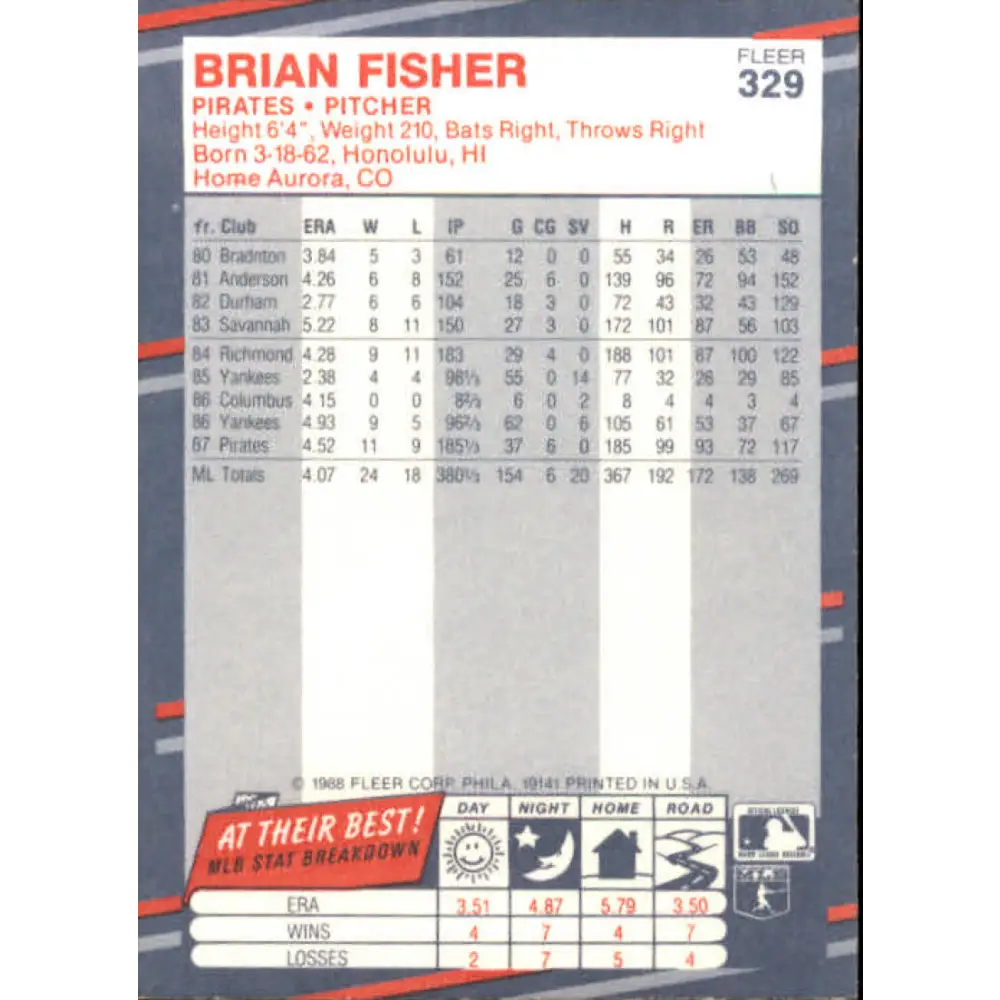 BRIAN FISHER
FLEER
329
PIRATES • PITCHER
Height 6'4", Weight 210, Bats Right, Throws Right
Born 3-18-62, Honolulu, HI
Home Aurora, CO
Yr. Club ERA W L IP G CG SV H R ER BB SO
80 Bradnton 3.84 5 3 61 12 0 0 55 34 26 53 48
81 Anderson 4.26 6 8 152 25 6 0 139 96 72 94 152
82 Durham 2.77 6 6 104 18 3 0 72 43 32 43 129
83 Savannah 5.22 8 11 150 27 3 0 172 101 87 56 103
84 Richmond 4.28 9 11 183 29 4 0 188 101 87 100 122
85 Yankees 2.38 4 4 98⅓ 55 0 14 77 32 26 29 85
86 Columbus 4.15 0 0 8⅔ 6 0 2 8 4 4 3 4
86 Yankees 4.93 9 5 96⅔ 62 0 6 105 61 53 37 67
87 Pirates 4.52 11 9 185⅓ 37 6 0 185 99 93 72 117
ML Totals 4.07 24 18 380⅓ 154 6 20 367 192 172 138 269
© 1988 FLEER CORP. PHILA. 19141 PRINTED IN U.S.A.
AT THEIR BEST!
MLB STAT BREAKDOWN
DAY NIGHT HOME ROAD
ERA 3.51 4.87 5.79 3.50
WINS 4 7 4 7
LOSSES 2 7 5 4